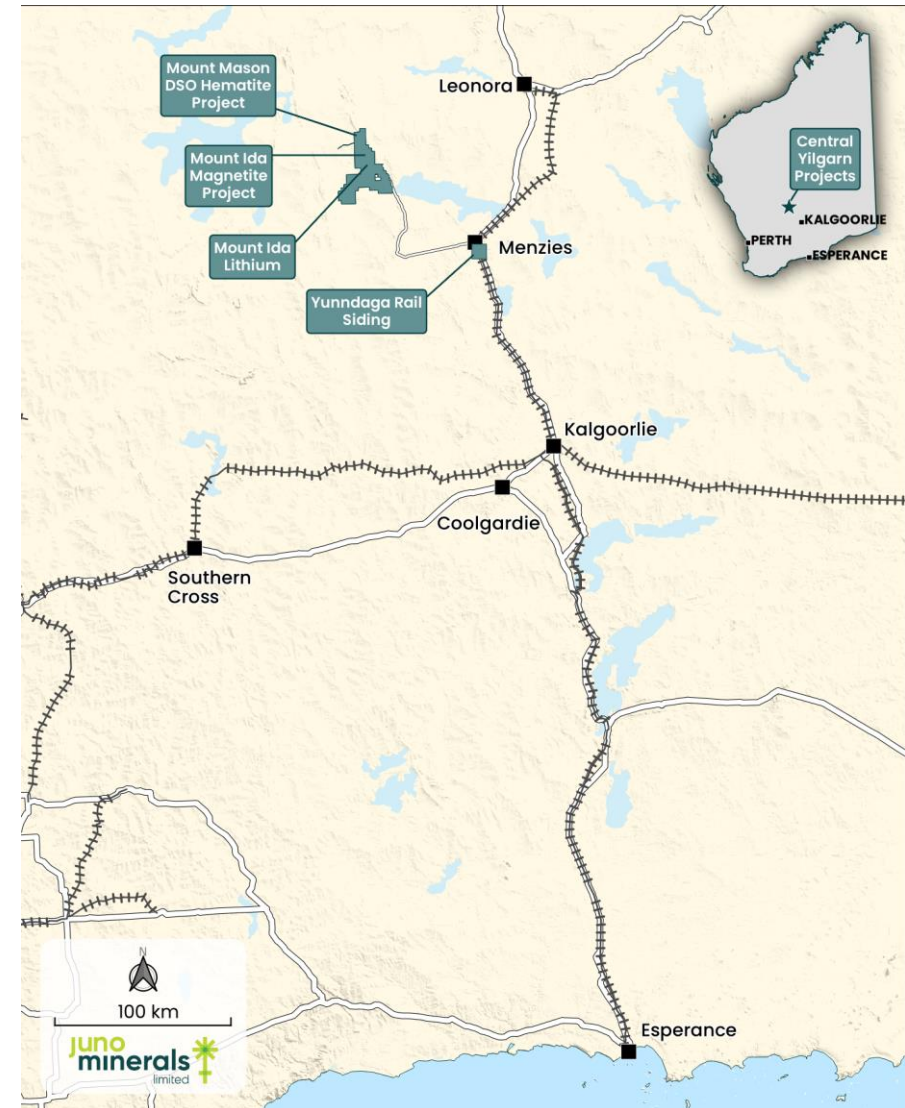 Mount Mason
DSO Hematite
Project
Leonora
Mount Ida
Magnetite
Project
Central
Yilgarn
Projects
KALGOORLIE
PERTH
ESPERANCE
Mount Ida
Lithium
Menzies
Yunndaga Rail
Siding
Kalgoorlie
Coolgardie
Southern
Cross
N
100 km
juno
minerals
limited
Esperance